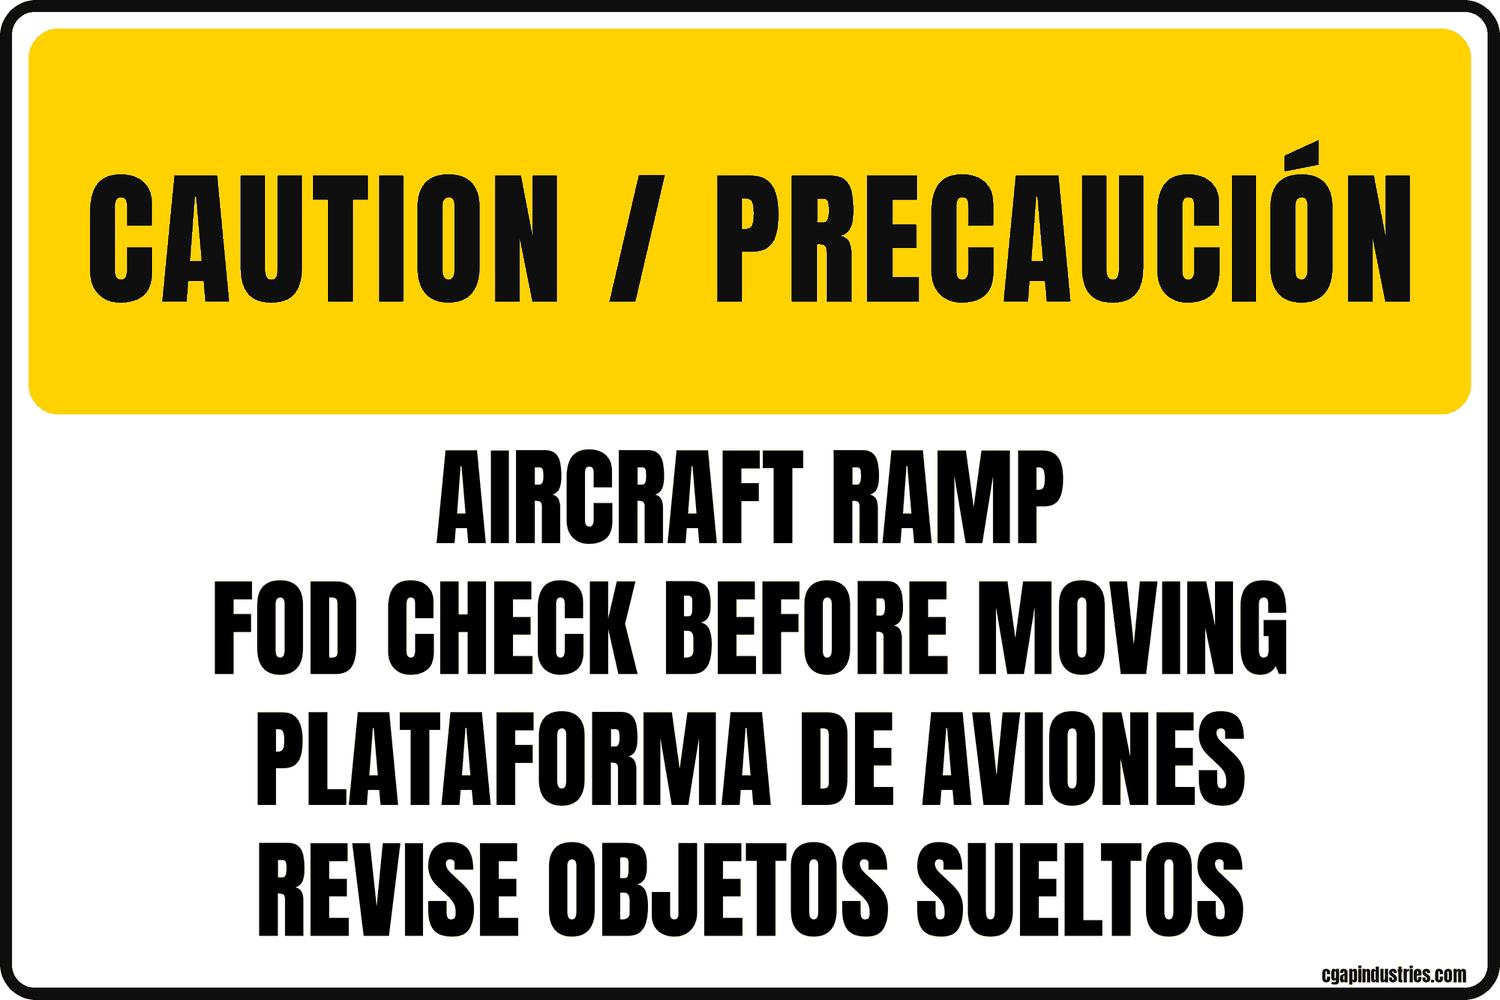 CAUTION / PRECAUCIÓN
AIRCRAFT RAMP
FOD CHECK BEFORE MOVING
PLATAFORMA DE AVIONES
REVISE OBJETOS SUELTOS
cgapindustries.com